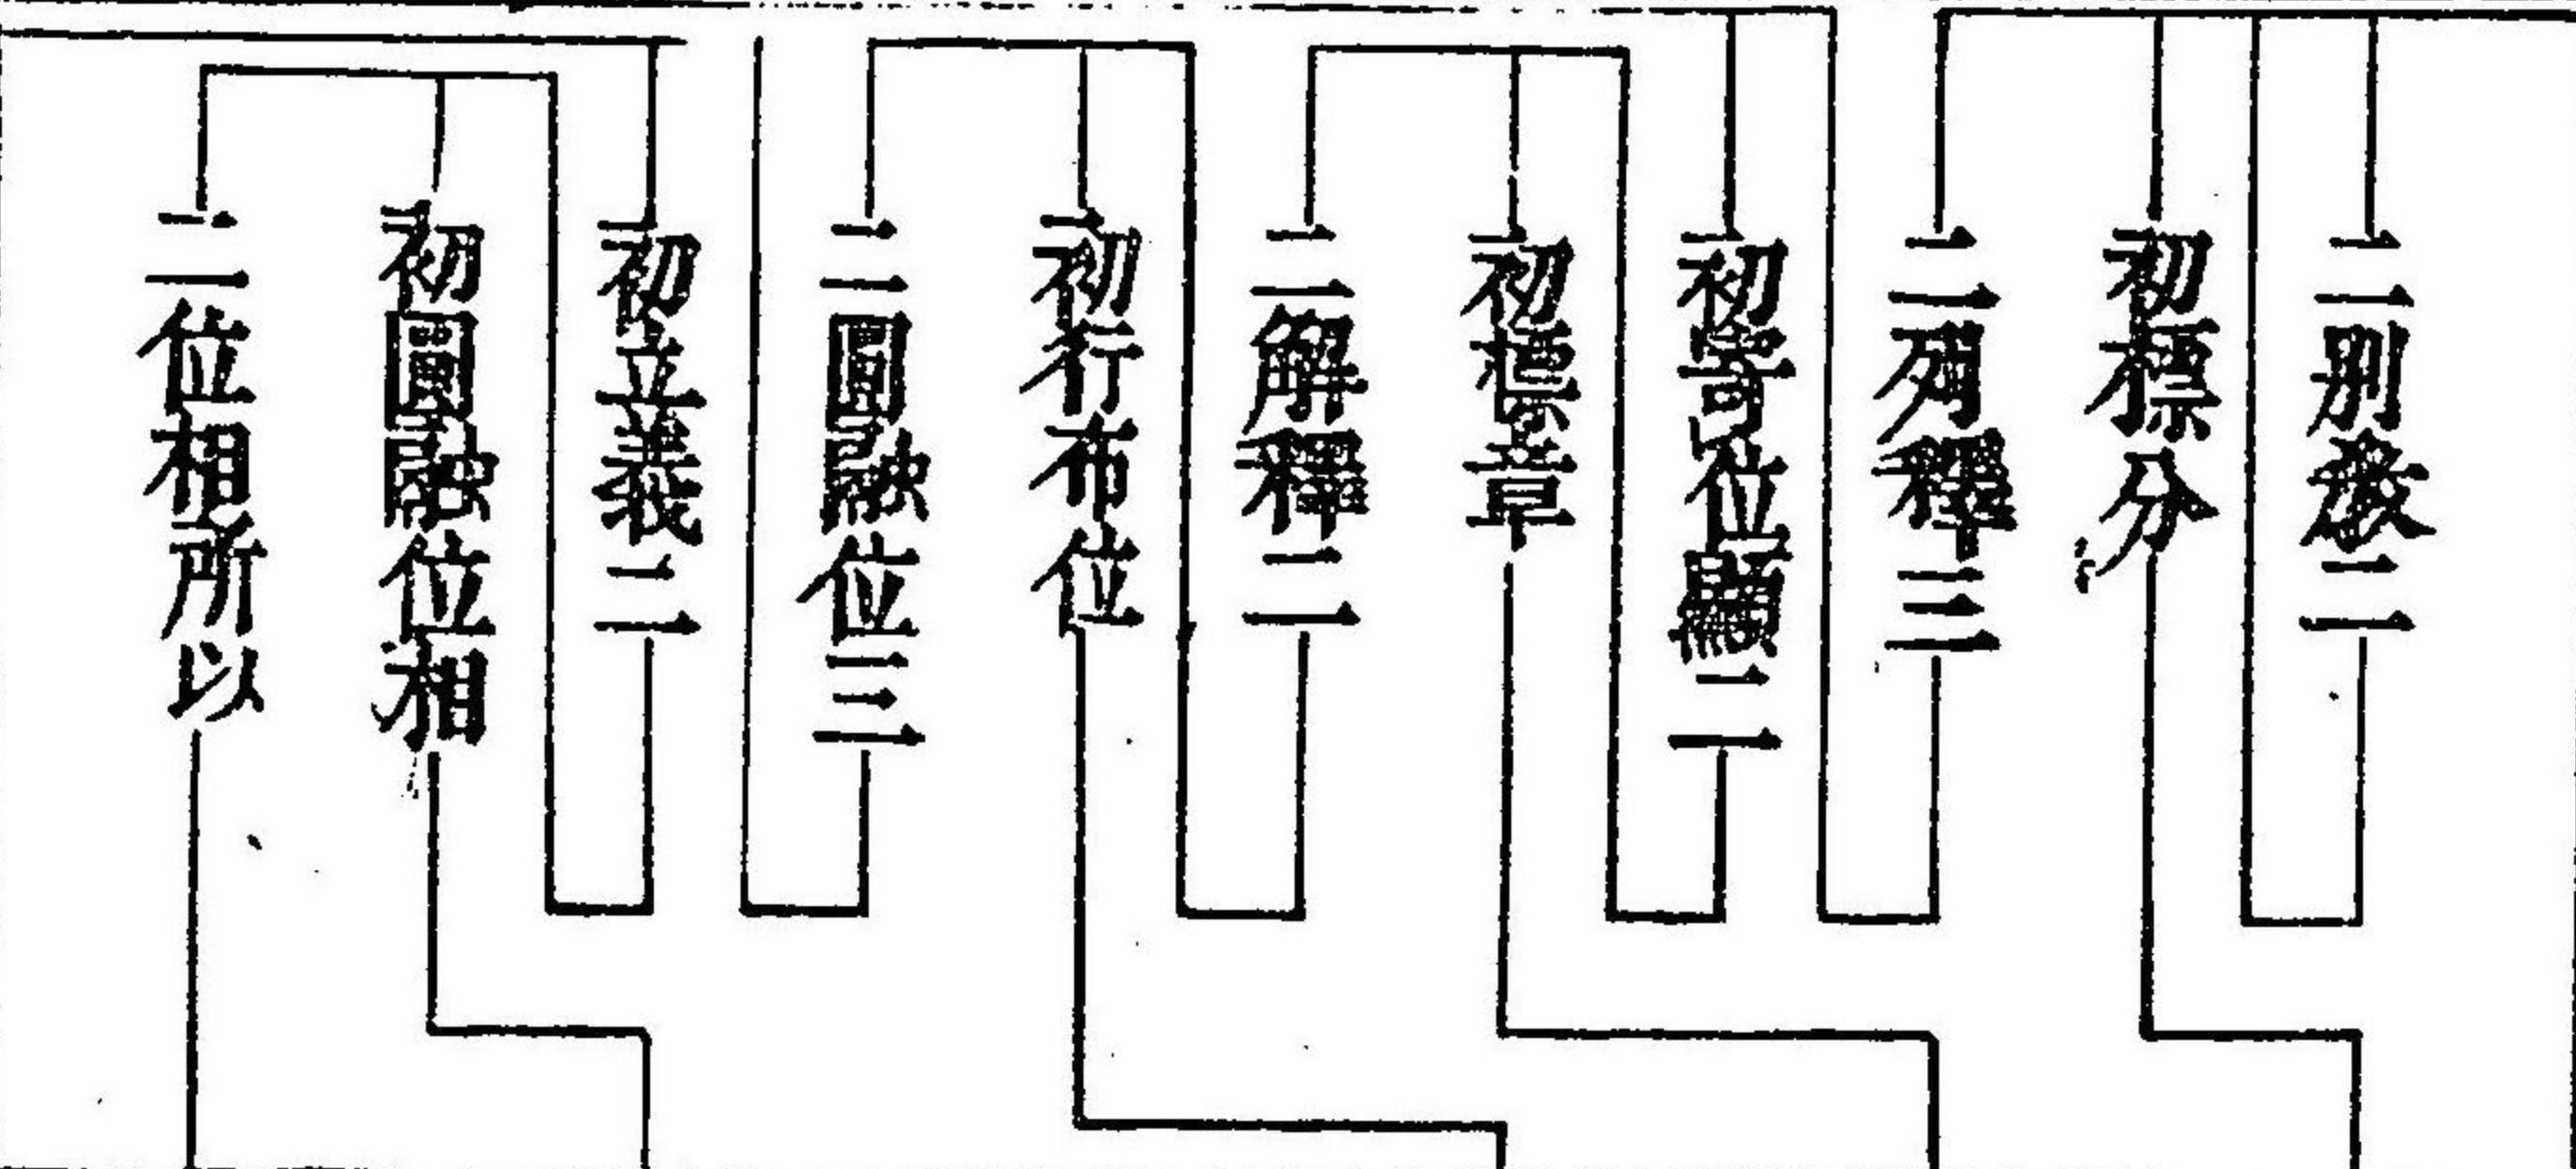 二別發二
初標分
二列釋三
初寄位顯二
初標章
二解釋二
初行布位
二圓融位三
初立義二
初圓融位相
二位相所以